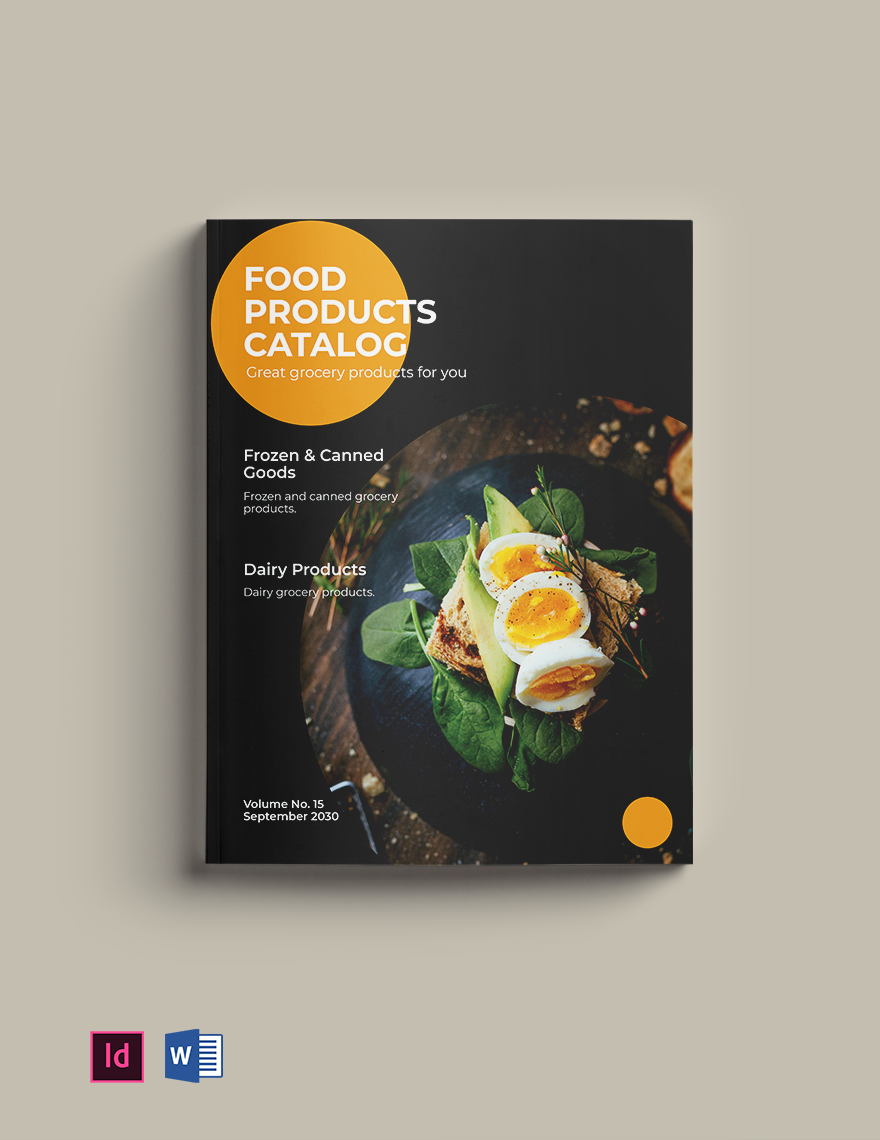 FOOD
PRODUCTS
CATALOG
Great grocery products for you
Frozen & Canned
Goods
Frozen and canned grocery
products.
Dairy Products
Dairy grocery products.
Volume No. 15
September 2030
Id
W